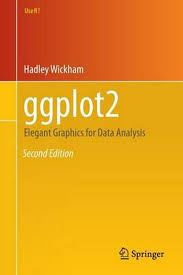 Use R!
Hadley Wickham
ggplot2
Elegant Graphics for Data Analysis
Second Edition
Springer